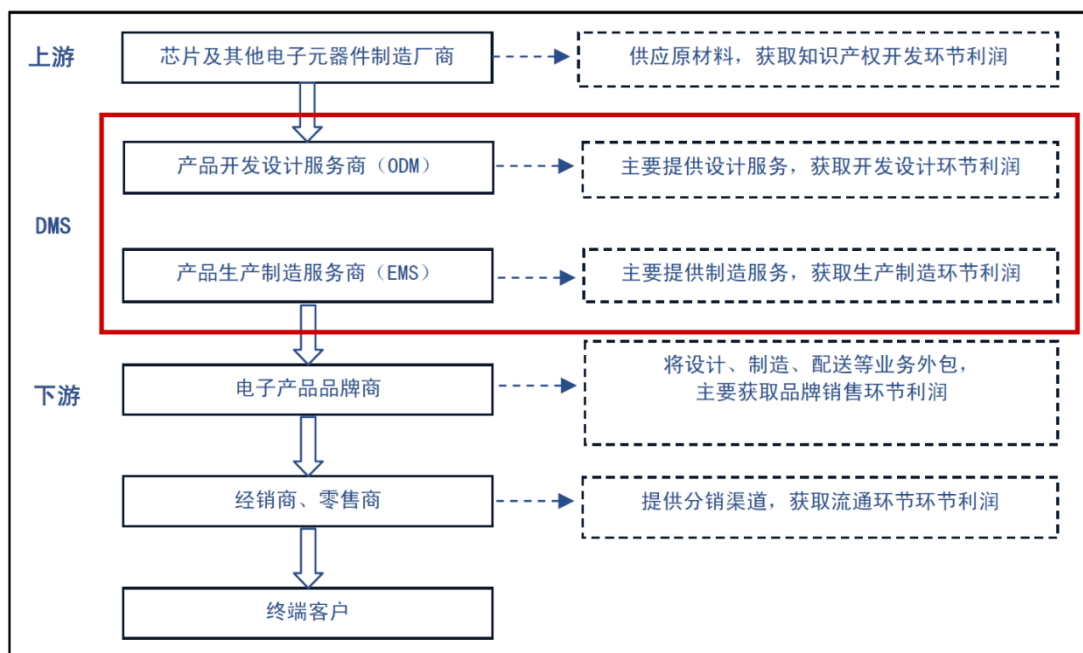 上游
芯片及其他电子元器件制造厂商
供应原材料，获取知识产权开发环节利润
产品开发设计服务商（ODM）
主要提供设计服务，获取开发设计环节利润
DMS
产品生产制造服务商（EMS）
主要提供制造服务，获取生产制造环节利润
下游
电子产品品牌商
将设计、制造、配送等业务外包，
主要获取品牌销售环节利润
经销商、零售商
提供分销渠道，获取流通环节环节利润
终端客户